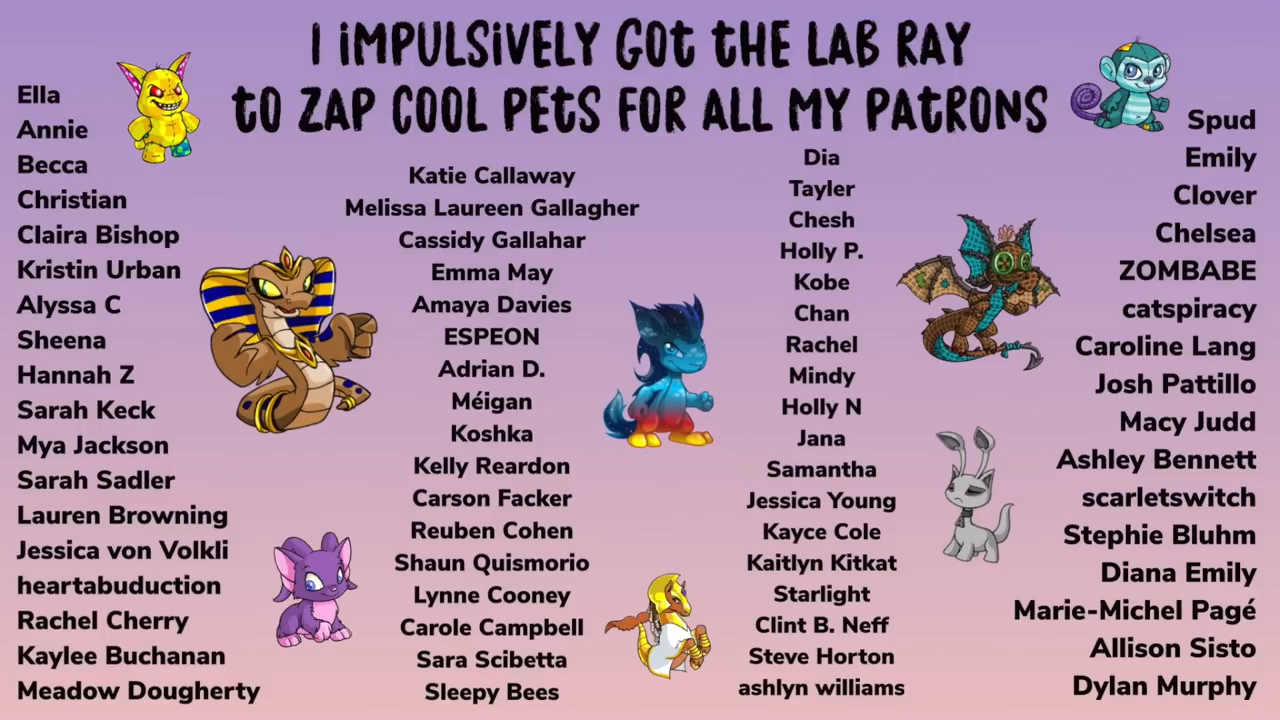 I IMPULSIVELY GOT THE LAB RAY
TO ZAP COOL PETS FOR ALL MY PATRONS
Ella
Annie
Becca
Christian
Claira Bishop
Kristin Urban
Alyssa C
Sheena
Hannah Z
Sarah Keck
Mya Jackson
Sarah Sadler
Lauren Browning
Jessica von Volkli
heartabuduction
Rachel Cherry
Kaylee Buchanan
Meadow Dougherty
Katie Callaway
Melissa Laureen Gallagher
Cassidy Gallahar
Emma May
Amaya Davies
ESPEON
Adrian D.
Méigan
Koshka
Kelly Reardon
Carson Facker
Reuben Cohen
Shaun Quismorio
Lynne Cooney
Carole Campbell
Sara Scibetta
Sleepy Bees
Dia
Tayler
Chesh
Holly P.
Kobe
Chan
Rachel
Mindy
Holly N
Jana
Samantha
Jessica Young
Kayce Cole
Kaitlyn Kitkat
Starlight
Clint B. Neff
Steve Horton
ashlyn williams
Spud
Emily
Clover
Chelsea
ZOMBABE
catspiracy
Caroline Lang
Josh Pattillo
Macy Judd
Ashley Bennett
scarletswitch
Stephie Bluhm
Diana Emily
Marie-Michel Pagé
Allison Sisto
Dylan Murphy